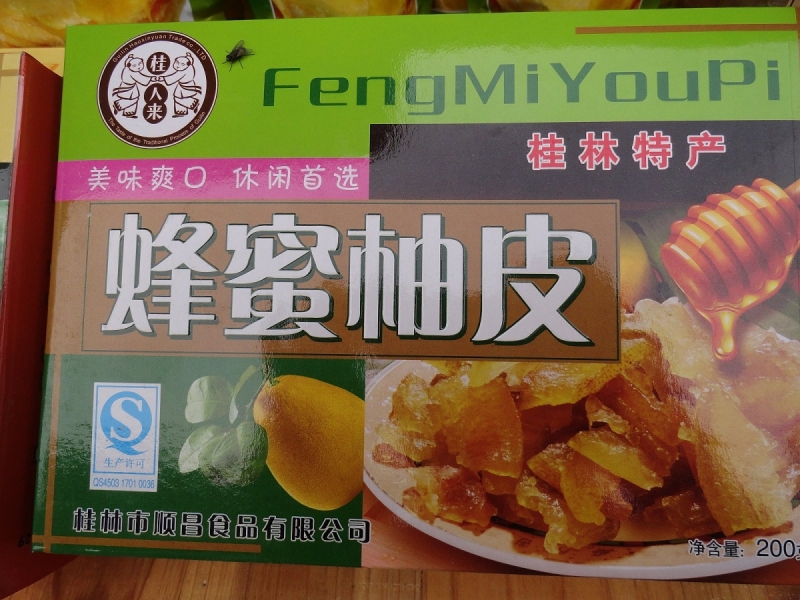 桂人来
FengMiYouPi
桂林特产
美味爽口 休闲首选
蜂蜜柚皮
生产许可
QS4503 1701 0036
桂林市顺昌食品有限公司
净含量: 200